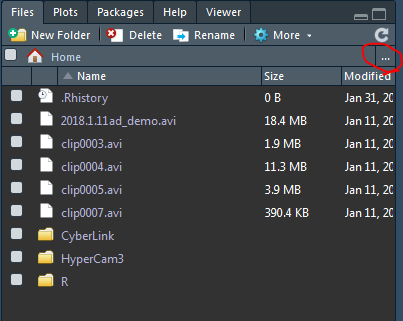 Files Plots Packages Help Viewer
New Folder Delete Rename More
Home ...
Name Size Modified
.Rhistory 0 B Jan 31, 20
2018.1.11ad_demo.avi 18.4 MB Jan 11, 20
clip0003.avi 1.9 MB Jan 11, 20
clip0004.avi 11.3 MB Jan 11, 20
clip0005.avi 3.9 MB Jan 11, 20
clip0007.avi 390.4 KB Jan 11, 20
CyberLink
HyperCam3
R